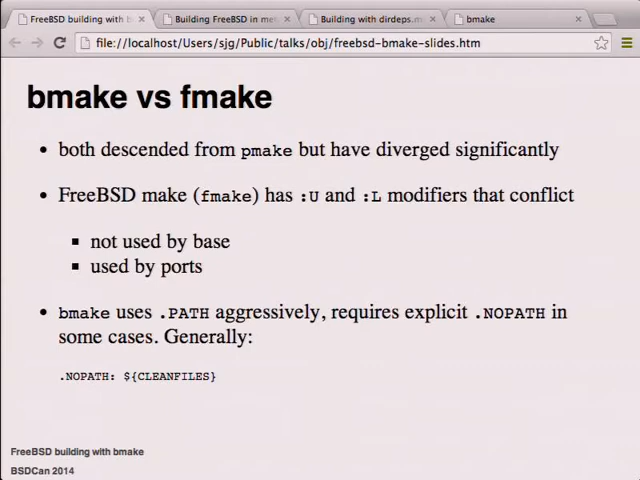 FreeBSD building with b
Building FreeBSD in met
Building with dirdeps.m
bmake
file://localhost/Users/sjg/Public/talks/obj/freebsd-bmake-slides.htm
bmake vs fmake
• both descended from pmake but have diverged significantly
• FreeBSD make (fmake) has :U and :L modifiers that conflict
▪ not used by base
▪ used by ports
• bmake uses .PATH aggressively, requires explicit .NOPATH in
some cases. Generally:
.NOPATH: ${CLEANFILES}
FreeBSD building with bmake
BSDCan 2014